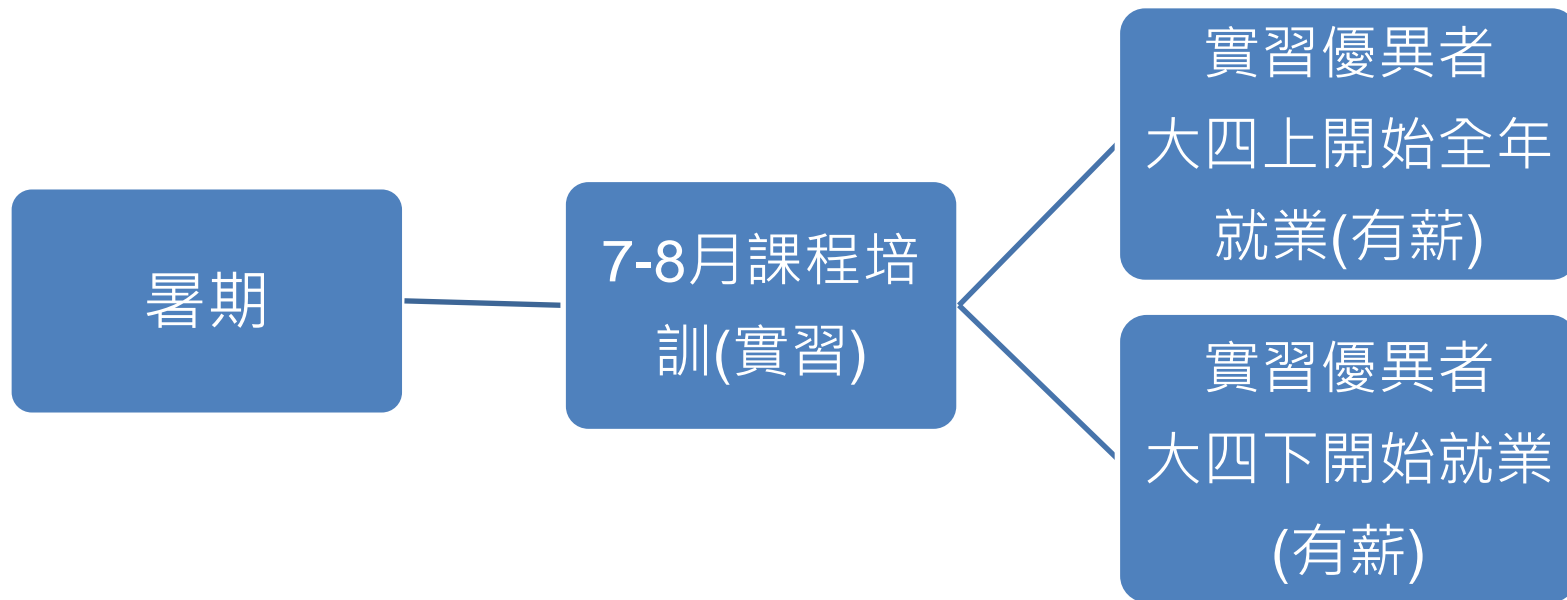 暑期
7-8月課程培
訓(實習)
實習優異者
大四上開始全年
就業(有薪)
實習優異者
大四下開始就業
(有薪)